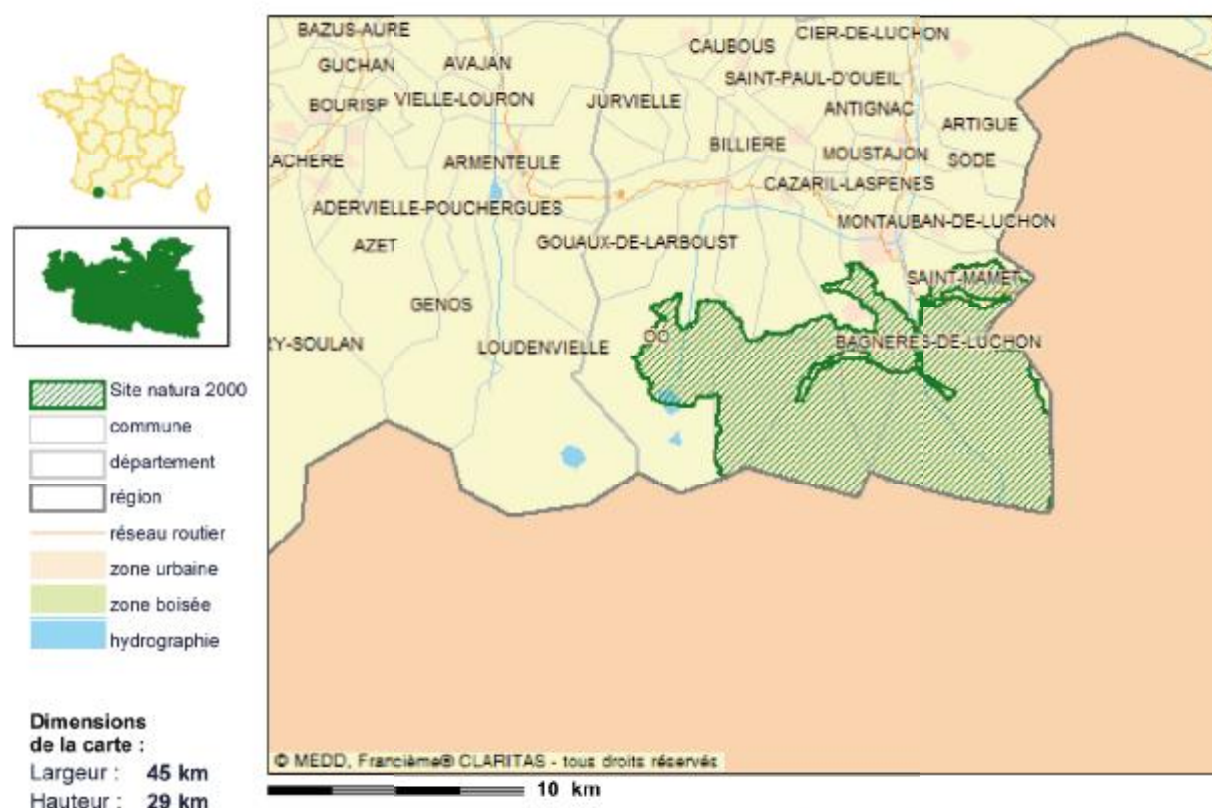 BAZUS-AURE
GUCHAN
AVAJAN
BOURISP
VIELLE-LOURON
JURVIELLE
CAUBOUS
CIER-DE-LUCHON
SAINT-PAUL-D'OUEIL
ANTIGNAC
ARTIGUE
BILLIERE
MOUSTAJON
SODE
ACHERE
ARMENTEULE
CAZARIL-LASPENES
ADERVIELLE-POUCHERGUES
MONTAUBAN-DE-LUCHON
AZET
GOUAUX-DE-LARBOUST
SAINT-MAMET
GENOS
OO
RY-SOULAN
LOUDENVIELLE
BAGNERES-DE-LUCHON
Site natura 2000
commune
département
région
réseau routier
zone urbaine
zone boisée
hydrographie
Dimensions
de la carte :
Largeur : 45 km
Hauteur : 29 km
© MEDD, Francième® CLARITAS - tous droits réservés
10 km